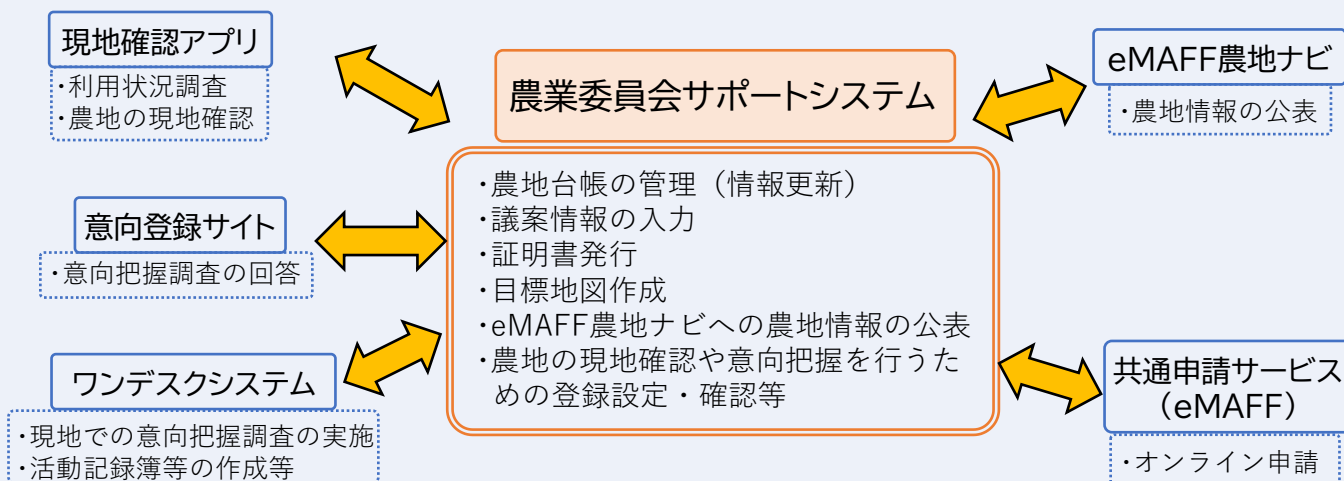 現地確認アプリ
・利用状況調査
・農地の現地確認
意向登録サイト
・意向把握調査の回答
ワンデスクシステム
・現地での意向把握調査の実施
・活動記録簿等の作成等
農業委員会サポートシステム
・農地台帳の管理（情報更新）
・議案情報の入力
・証明書発行
・目標地図作成
・eMAFF農地ナビへの農地情報の公表
・農地の現地確認や意向把握を行うた
めの登録設定・確認等
eMAFF農地ナビ
・農地情報の公表
共通申請サービス
（eMAFF）
・オンライン申請